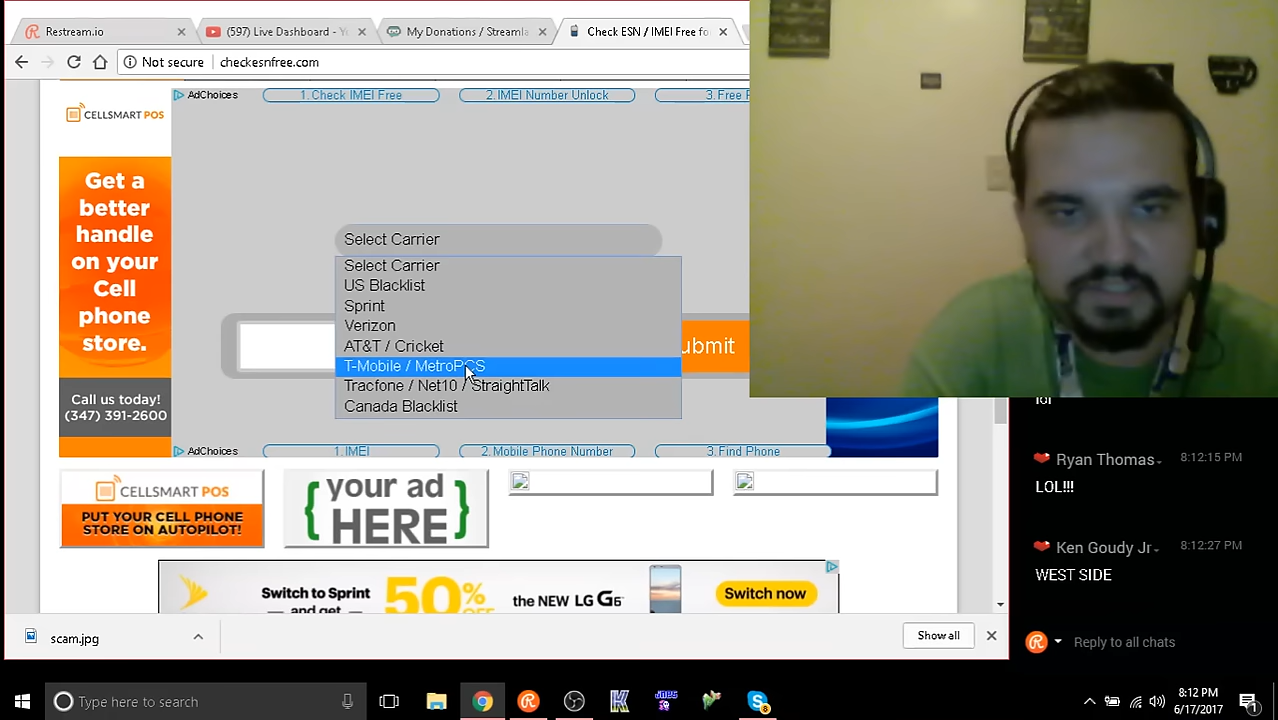 Restream.io
(597) Live Dashboard - Y
My Donations / Streamla
Check ESN / IMEI Free fo
Not secure
checkesnfree.com
CELLSMART POS
Get a
better
handle
on your
Cell
phone
store.
Call us today!
(347) 391-2600
AdChoices
1.Check IMEI Free
2.IMEI Number Unlock
3.Free
Select Carrier
Select Carrier
US Blacklist
Sprint
Verizon
AT&T / Cricket
T-Mobile / MetroPCS
Tracfone / Net10 / StraightTalk
Canada Blacklist
ubmit
AdChoices
1.IMEI
2.Mobile Phone Number
3.Find Phone
CELLSMART POS
PUT YOUR CELL PHONE
STORE ON AUTOPILOT!
your ad
{ HERE }
Switch to Sprint
and get
50%
OFF
the NEW LG G6
Switch now
scam.jpg
Show all
lol
Ryan Thomas
8:12:15 PM
LOL!!!
Ken Goudy Jr
8:12:27 PM
WEST SIDE
Reply to all chats
Type here to search
8
8:12 PM
6/17/2017
1